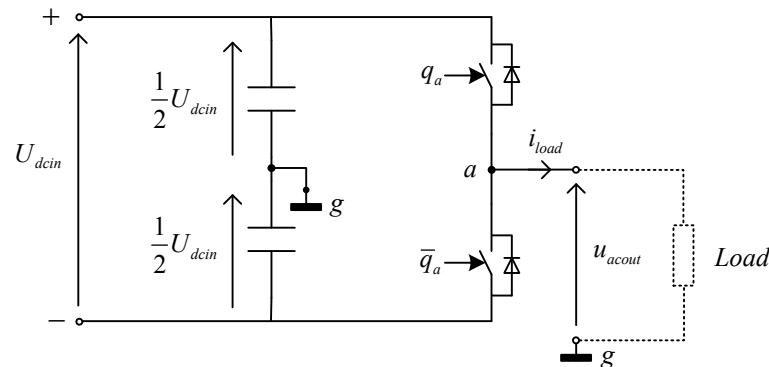 +
½ U_dcin
q_a
U_dcin
i_load
a
g
½ U_dcin
q̅_a
u_acout
Load
−
g